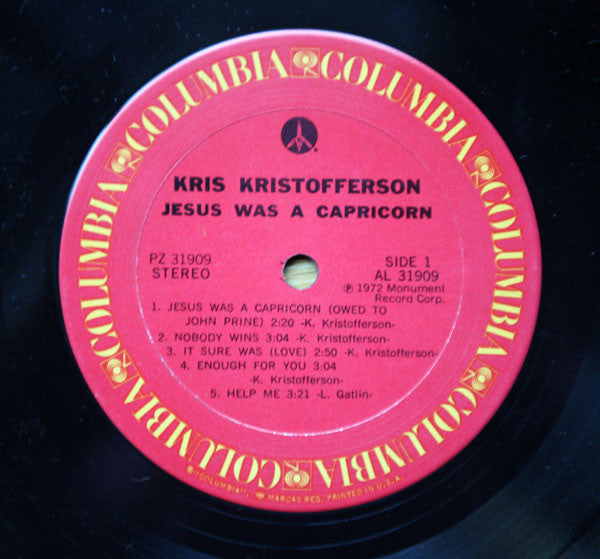 COLUMBIA COLUMBIA COLUMBIA COLUMBIA COLUMBIA COLUMBIA
KRIS KRISTOFFERSON
JESUS WAS A CAPRICORN
PZ 31909
STEREO
SIDE 1
AL 31909
Ⓟ 1972 Monument
Record Corp.
1. JESUS WAS A CAPRICORN (OWED TO
JOHN PRINE) 2:20 -K. Kristofferson-
2. NOBODY WINS 3:04 -K. Kristofferson-
3. IT SURE WAS (LOVE) 2:50 -K. Kristofferson-
4. ENOUGH FOR YOU 3:04
-K. Kristofferson-
5. HELP ME 3:21 -L. Gatlin-
®"COLUMBIA", MARCAS REG. PRINTED IN U.S.A.